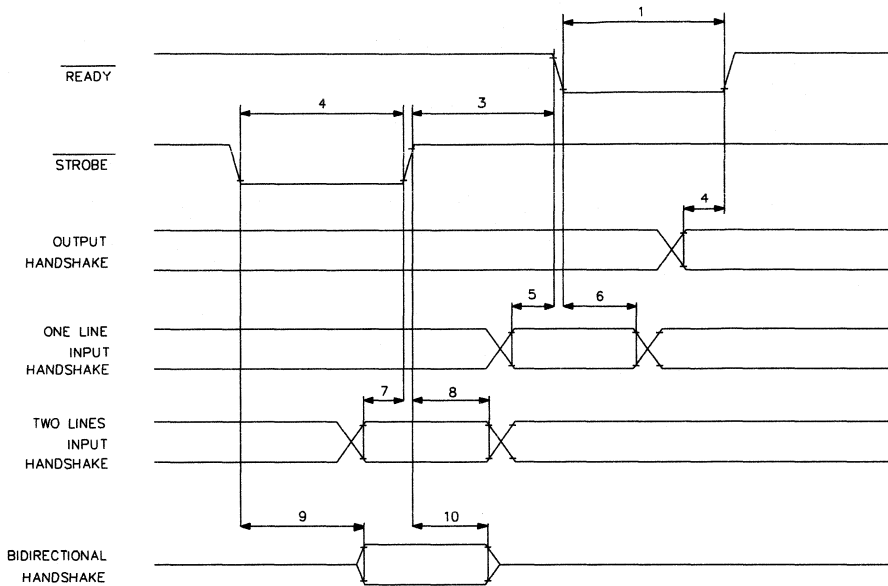 1
READY
4
3
STROBE
4
OUTPUT
HANDSHAKE
5
6
ONE LINE
INPUT
HANDSHAKE
7
8
TWO LINES
INPUT
HANDSHAKE
9
10
BIDIRECTIONAL
HANDSHAKE